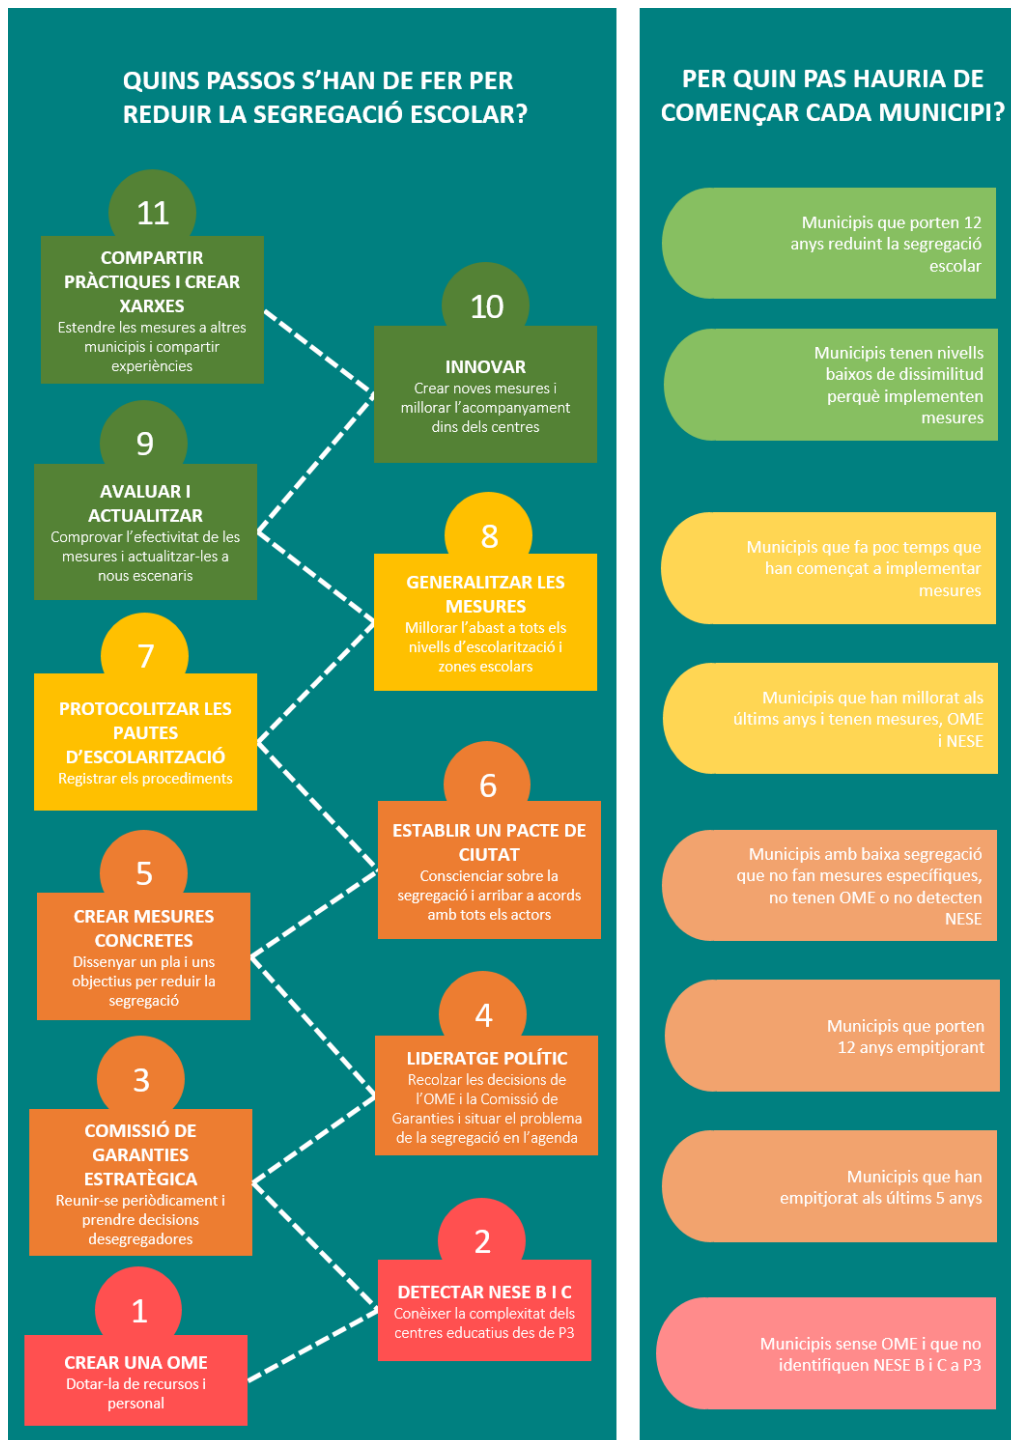 QUINS PASSOS S’HAN DE FER PER
REDUIR LA SEGREGACIÓ ESCOLAR?
11
COMPARTIR
PRÀCTIQUES I CREAR
XARXES
Estendre les mesures a altres
municipis i compartir
experiències
10
INNOVAR
Crear noves mesures i
millorar l’acompanyament
dins dels centres
9
AVALUAR I
ACTUALITZAR
Comprovar l’efectivitat de les
mesures i actualitzar-les a
nous escenaris
8
GENERALITZAR LES
MESURES
Millorar l’abast a tots els
nivells d’escolarització i
zones escolars
7
PROTOCOLITZAR LES
PAUTES
D’ESCOLARITZACIÓ
Registrar els procediments
6
ESTABLIR UN PACTE DE
CIUTAT
Conscienciar sobre la
segregació i arribar a acords
amb tots els actors
5
CREAR MESURES
CONCRETES
Dissenyar un pla i uns
objectius per reduir la
segregació
4
LIDERATGE POLÍTIC
Recolzar les decisions de
l’OME i la Comissió de
Garanties i situar el problema
de la segregació en l’agenda
3
COMISSIÓ DE
GARANTIES
ESTRATÈGICA
Reunir-se periòdicament i
prendre decisions
desegregadores
2
DETECTAR NESE B I C
Conèixer la complexitat dels
centres educatius des de P3
1
CREAR UNA OME
Dotar-la de recursos i
personal
PER QUIN PAS HAURIA DE
COMENÇAR CADA MUNICIPI?
Municipis que porten 12
anys reduint la segregació
escolar
Municipis tenen nivells
baixos de dissimilitud
perquè implementen
mesures
Municipis que fa poc temps que
han començat a implementar
mesures
Municipis que han millorat als
últims anys i tenen mesures, OME
i NESE
Municipis amb baixa segregació
que no fan mesures específiques,
no tenen OME o no detecten
NESE
Municipis que porten
12 anys empitjorant
Municipis que han
empitjorat als últims 5 anys
Municipis sense OME i que no
identifiquen NESE B i C a P3